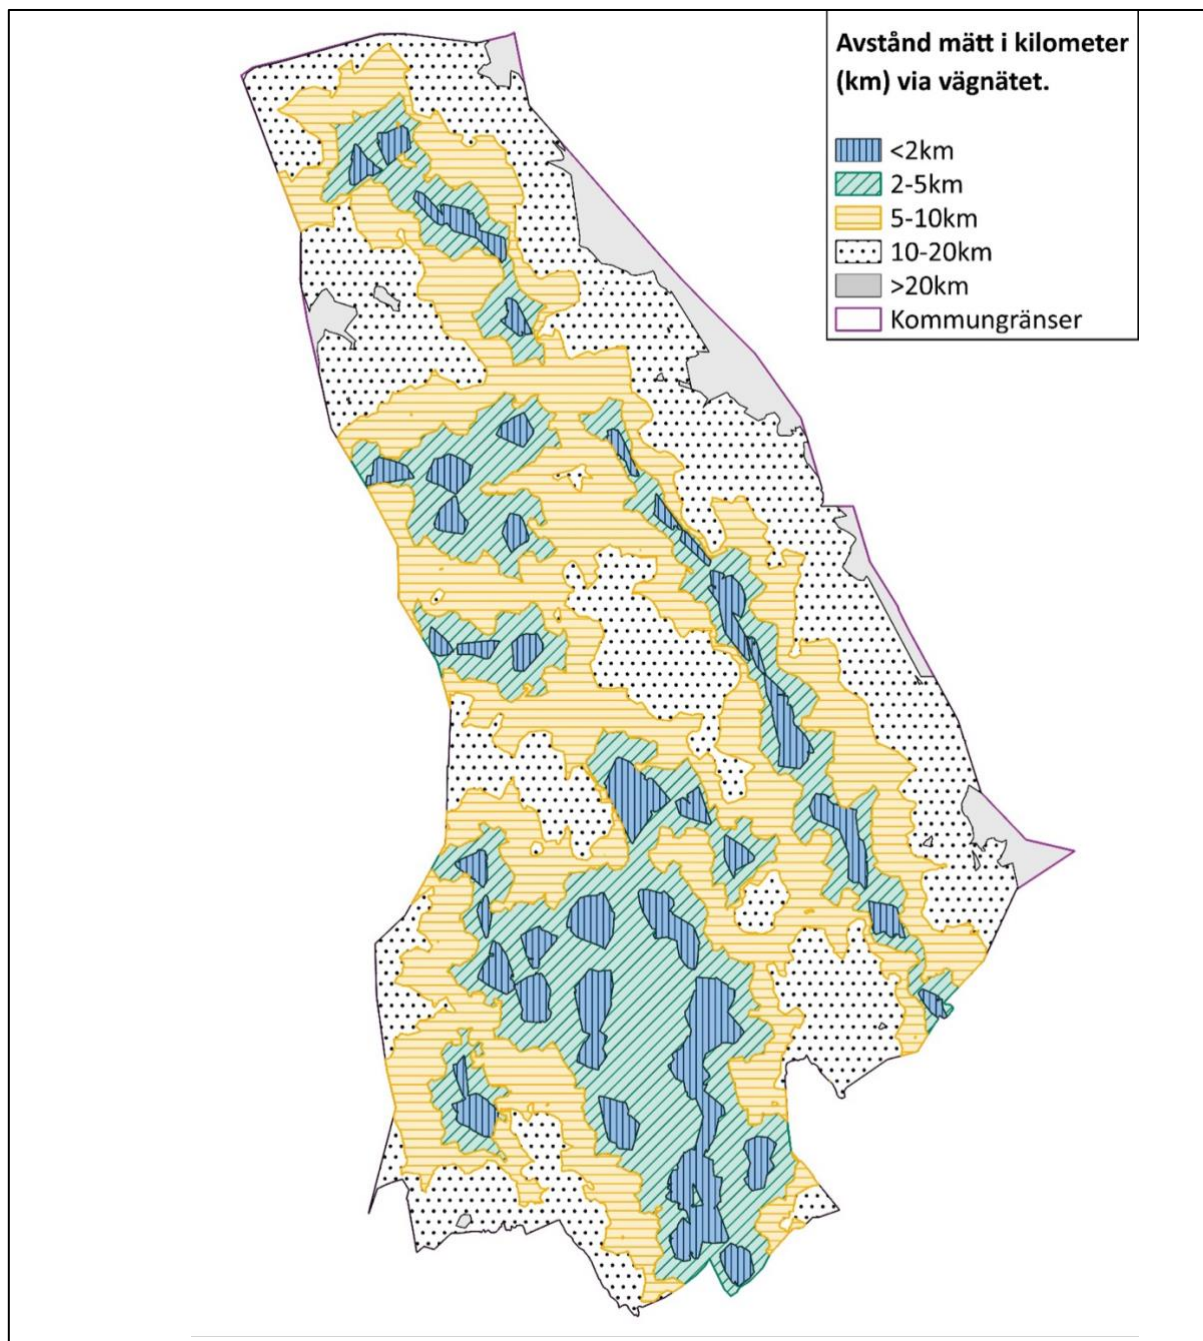 Avstånd mätt i kilometer
(km) via vägnätet.
<2km
2-5km
5-10km
10-20km
>20km
Kommungränser